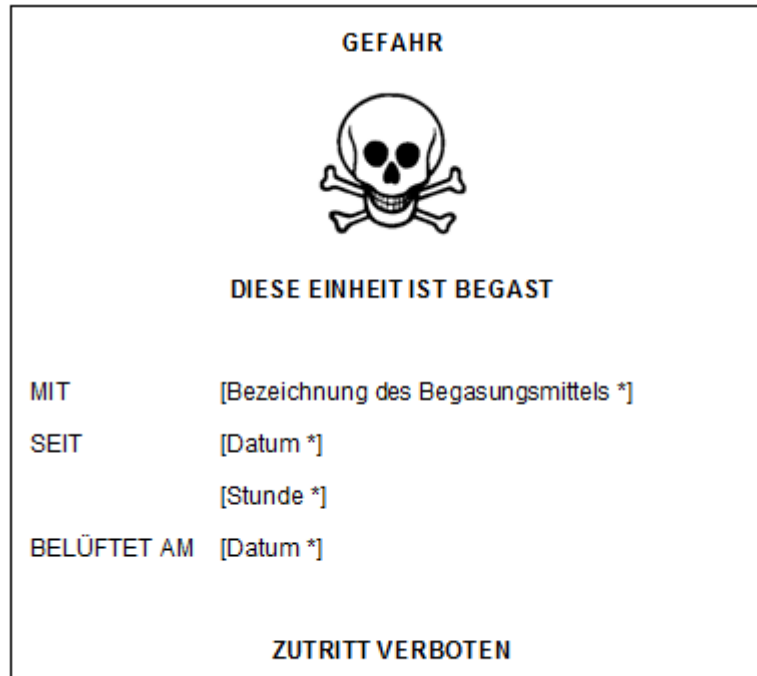 GEFAHR
DIESE EINHEIT IST BEGAST
MIT [Bezeichnung des Begasungsmittels *]
SEIT [Datum *]
[Stunde *]
BELÜFTET AM [Datum *]
ZUTRITT VERBOTEN